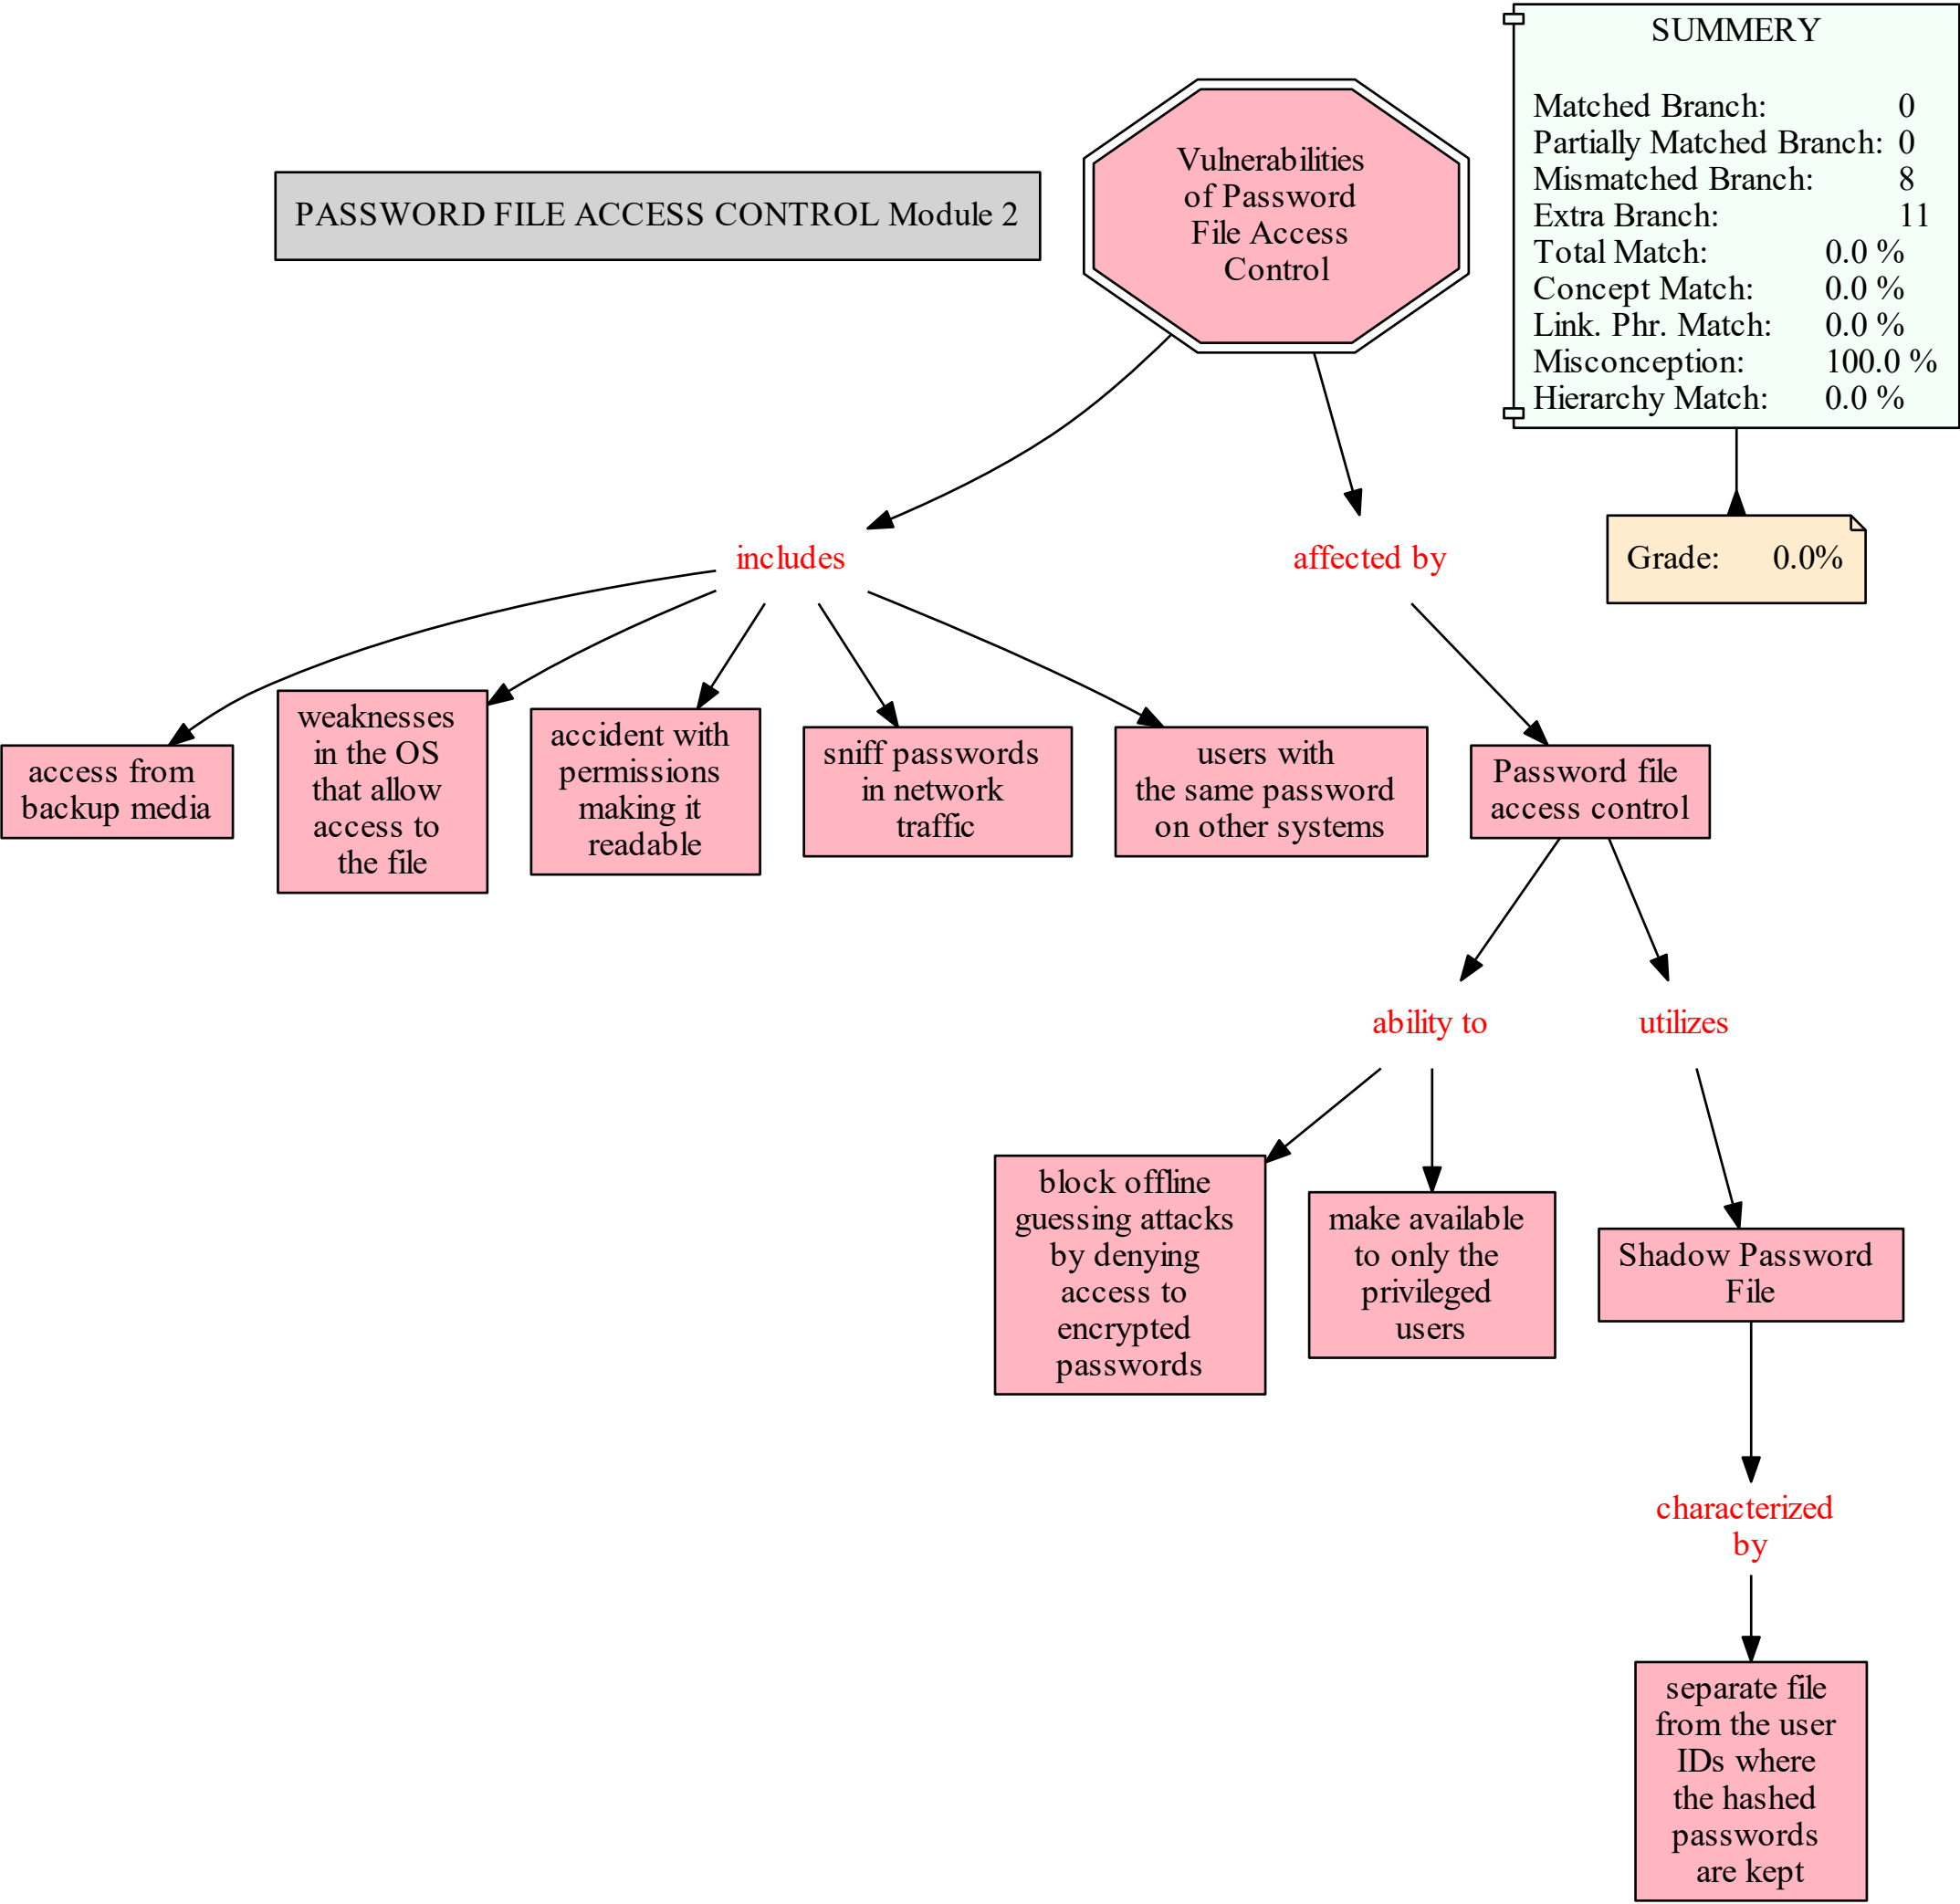 SUMMERY
Matched Branch: 0
Partially Matched Branch: 0
Mismatched Branch: 8
Extra Branch: 11
Total Match: 0.0 %
Concept Match: 0.0 %
Link. Phr. Match: 0.0 %
Misconception: 100.0 %
Hierarchy Match: 0.0 %
PASSWORD FILE ACCESS CONTROL Module 2
Vulnerabilities
of Password
File Access
Control
includes
affected by
Grade: 0.0%
access from
backup media
weaknesses
in the OS
that allow
access to
the file
accident with
permissions
making it
readable
sniff passwords
in network
traffic
users with
the same password
on other systems
Password file
access control
ability to
utilizes
block offline
guessing attacks
by denying
access to
encrypted
passwords
make available
to only the
privileged
users
Shadow Password
File
characterized
by
separate file
from the user
IDs where
the hashed
passwords
are kept